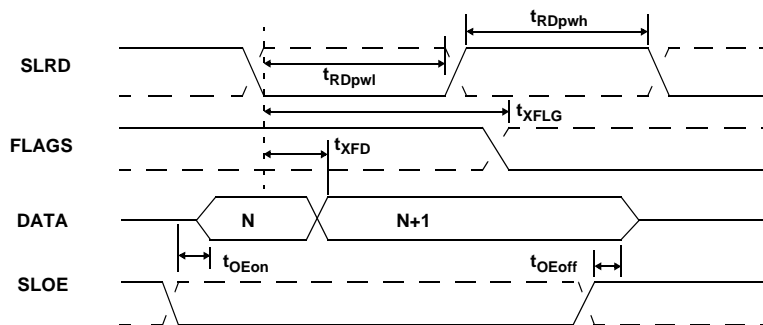 t_RDpwh
SLRD
t_RDpwl
t_XFLG
FLAGS
t_XFD
DATA
N
N+1
t_OEon
t_OEoff
SLOE